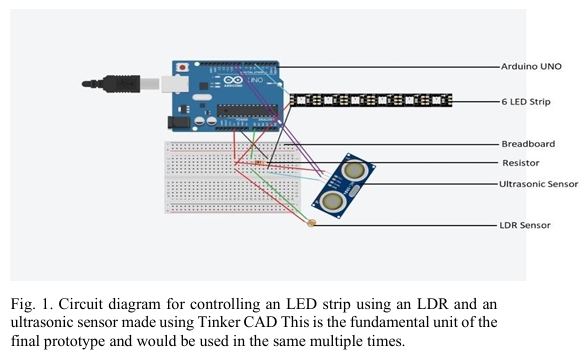 Arduino UNO
6 LED Strip
Breadboard
Resistor
Ultrasonic Sensor
LDR Sensor
UNO
ARDUINO
Fig. 1. Circuit diagram for controlling an LED strip using an LDR and an
ultrasonic sensor made using Tinker CAD This is the fundamental unit of the
final prototype and would be used in the same multiple times.